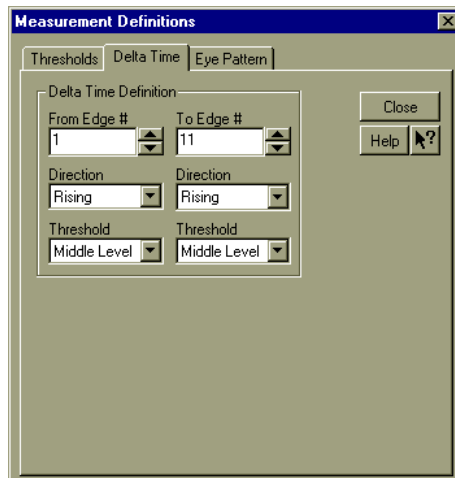 Measurement Definitions
Thresholds Delta Time Eye Pattern
Delta Time Definition
From Edge # To Edge #
1 11
Direction Direction
Rising Rising
Threshold Threshold
Middle Level Middle Level
Close
Help ?